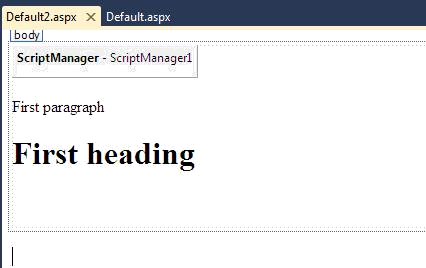 Default2.aspx Default.aspx
body
ScriptManager - ScriptManager1
First paragraph
First heading